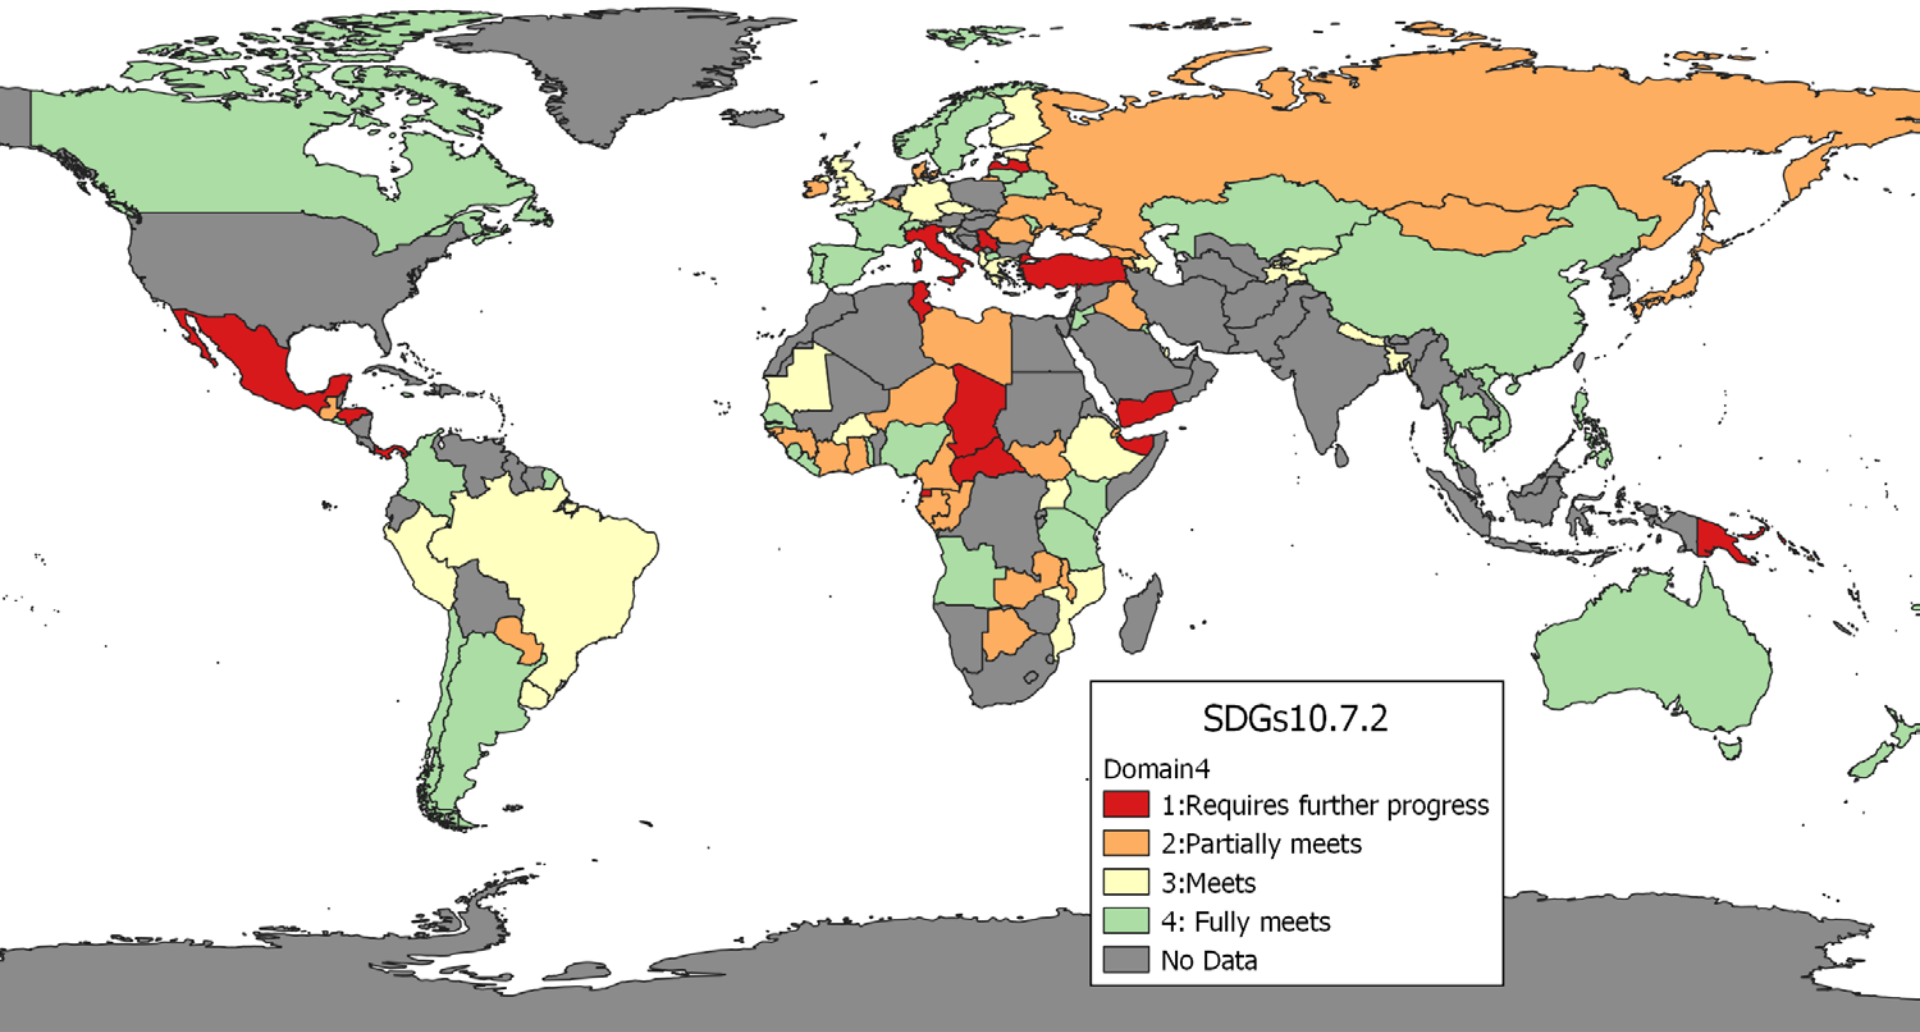 SDGs10.7.2
Domain4
1:Requires further progress
2:Partially meets
3:Meets
4: Fully meets
No Data